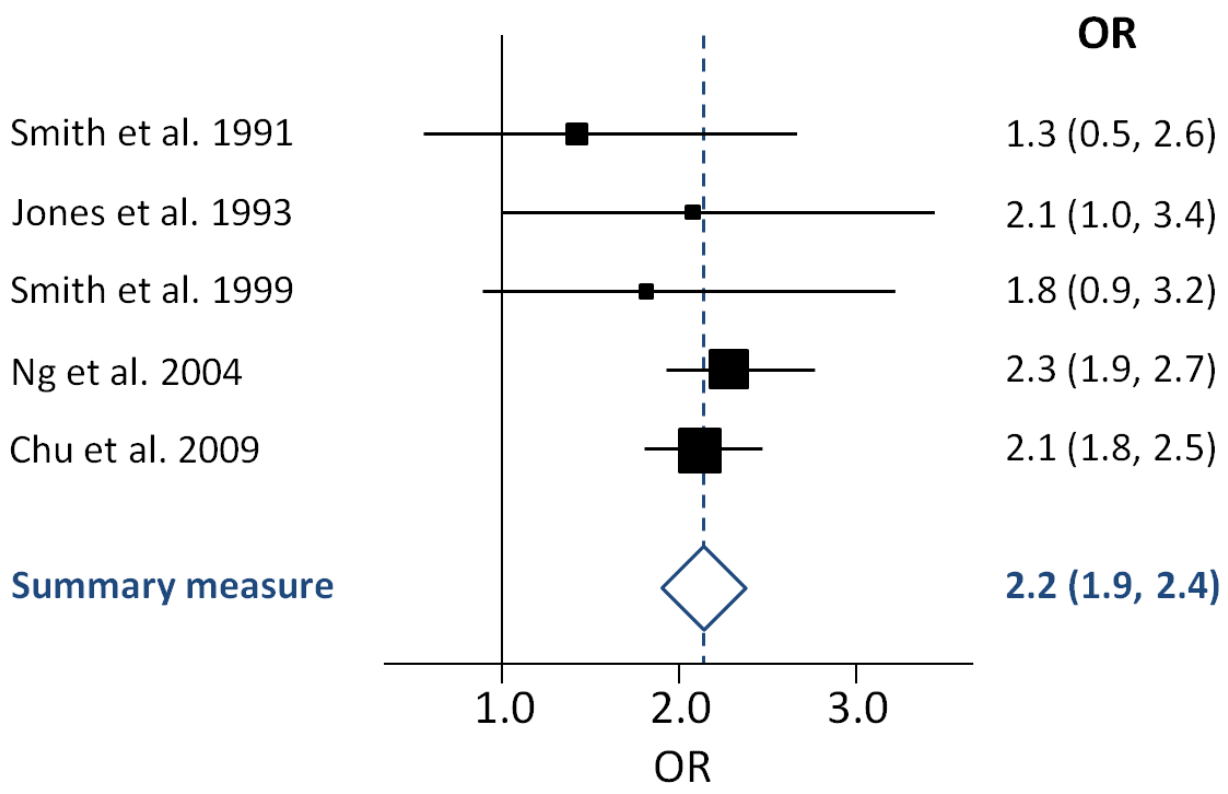 OR
Smith et al. 1991 1.3 (0.5, 2.6)
Jones et al. 1993 2.1 (1.0, 3.4)
Smith et al. 1999 1.8 (0.9, 3.2)
Ng et al. 2004 2.3 (1.9, 2.7)
Chu et al. 2009 2.1 (1.8, 2.5)
Summary measure 2.2 (1.9, 2.4)
1.0 2.0 3.0
OR